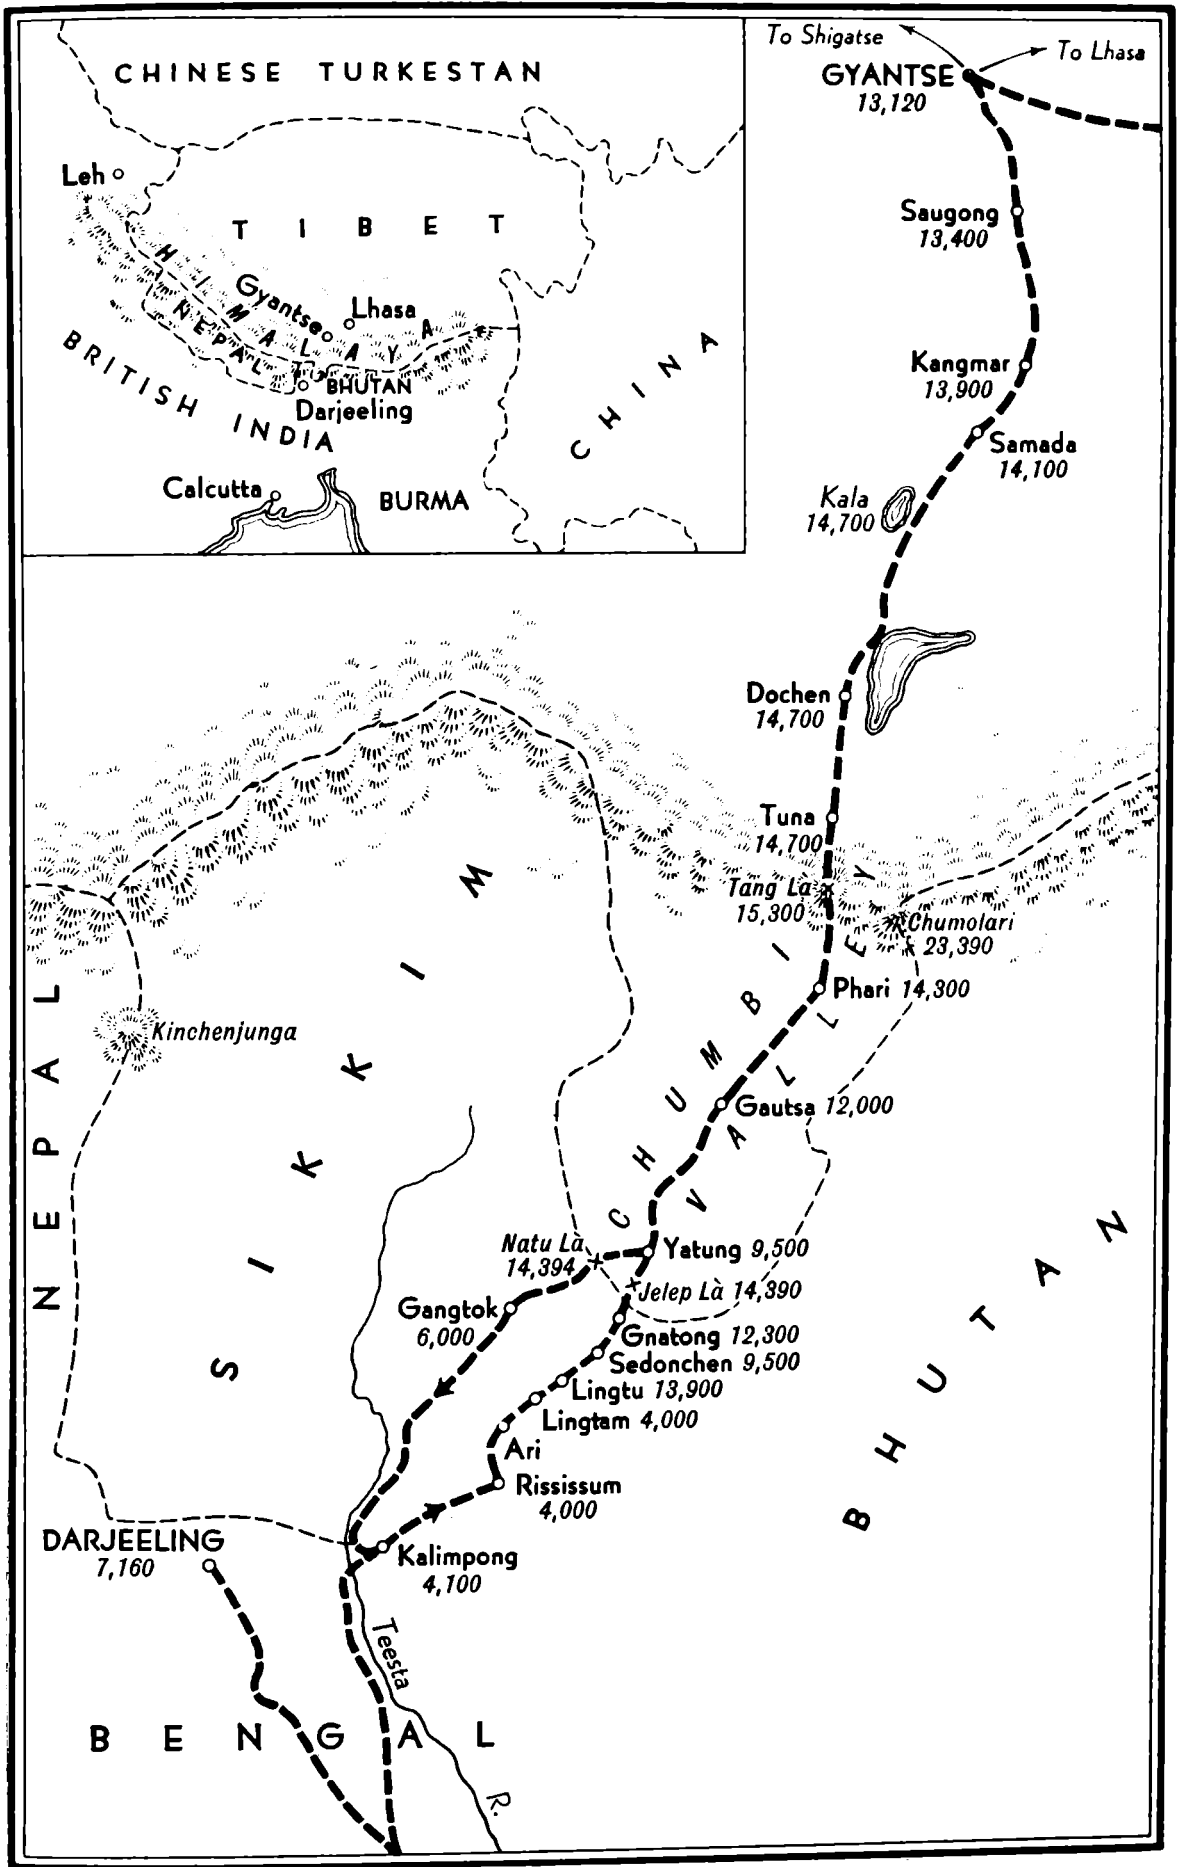 CHINESE TURKESTAN
Leh
TIBET
HIMALAYA
Gyantse
Lhasa
NEPAL
BHUTAN
Darjeeling
BRITISH INDIA
CHINA
Calcutta
BURMA
To Shigatse
To Lhasa
GYANTSE
13,120
Saugong
13,400
Kangmar
13,900
Samada
14,100
Kala
14,700
Dochen
14,700
Tuna
14,700
Tang La
15,300
Chumolari
23,390
Phari 14,300
Kinchenjunga
NEPAL
SIKKIM
CHUMBI
VALLEY
Gautsa 12,000
Natu Là
14,394
Yatung 9,500
Jelep Là 14,390
Gangtok
6,000
Gnatong 12,300
Sedonchen 9,500
Lingtu 13,900
Lingtam 4,000
Ari
Rississum
4,000
BHUTAN
DARJEELING
7,160
Kalimpong
4,100
Teesta
R.
BENGAL